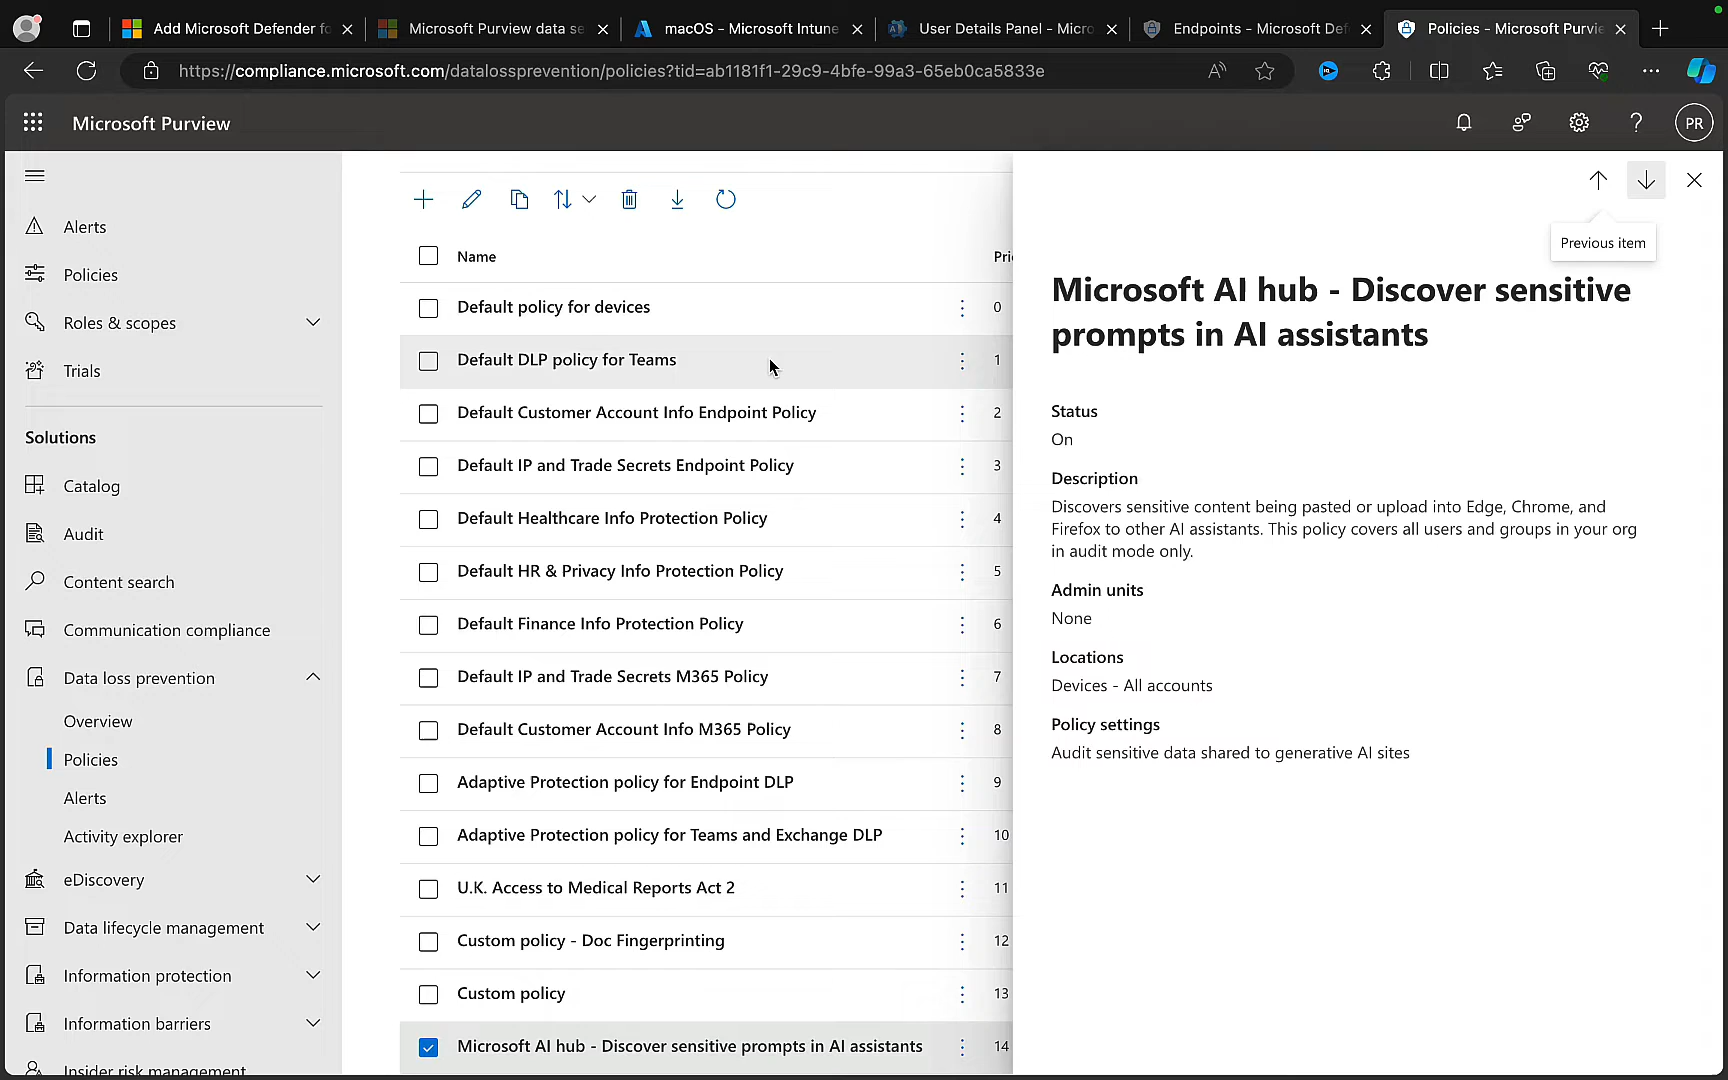 Add Microsoft Defender fo
Microsoft Purview data se
macOS - Microsoft Intune
User Details Panel - Micro
Endpoints - Microsoft Def
Policies - Microsoft Purvie
https://compliance.microsoft.com/datalossprevention/policies?tid=ab1181f1-29c9-4bfe-99a3-65eb0ca5833e
Microsoft Purview
PR
Alerts
Policies
Roles & scopes
Trials
Solutions
Catalog
Audit
Content search
Communication compliance
Data loss prevention
Overview
Policies
Alerts
Activity explorer
eDiscovery
Data lifecycle management
Information protection
Information barriers
Insider risk management
Name
Pri
Default policy for devices 0
Default DLP policy for Teams 1
Default Customer Account Info Endpoint Policy 2
Default IP and Trade Secrets Endpoint Policy 3
Default Healthcare Info Protection Policy 4
Default HR & Privacy Info Protection Policy 5
Default Finance Info Protection Policy 6
Default IP and Trade Secrets M365 Policy 7
Default Customer Account Info M365 Policy 8
Adaptive Protection policy for Endpoint DLP 9
Adaptive Protection policy for Teams and Exchange DLP 10
U.K. Access to Medical Reports Act 2 11
Custom policy - Doc Fingerprinting 12
Custom policy 13
Microsoft AI hub - Discover sensitive prompts in AI assistants 14
Previous item
Microsoft AI hub - Discover sensitive
prompts in AI assistants
Status
On
Description
Discovers sensitive content being pasted or upload into Edge, Chrome, and
Firefox to other AI assistants. This policy covers all users and groups in your org
in audit mode only.
Admin units
None
Locations
Devices - All accounts
Policy settings
Audit sensitive data shared to generative AI sites